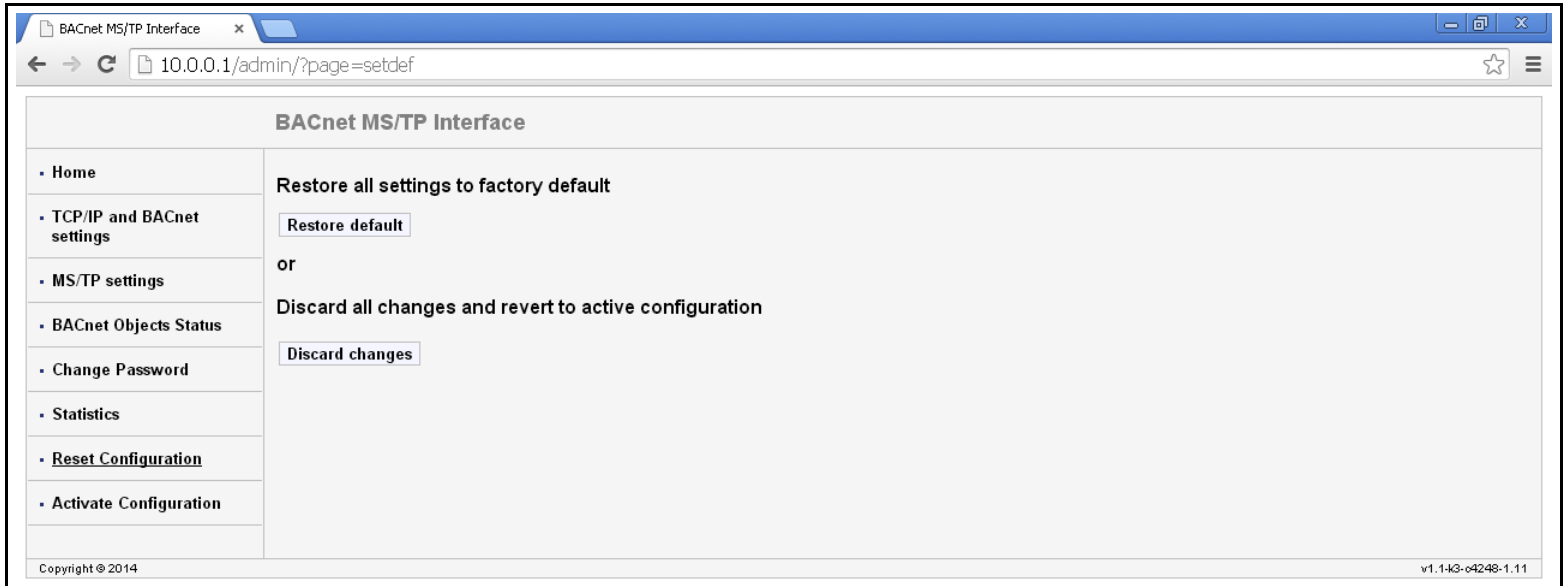 BACnet MS/TP Interface
10.0.0.1/admin/?page=setdef
BACnet MS/TP Interface
Home
TCP/IP and BACnet
settings
MS/TP settings
BACnet Objects Status
Change Password
Statistics
Reset Configuration
Activate Configuration
Restore all settings to factory default
Restore default
or
Discard all changes and revert to active configuration
Discard changes
Copyright © 2014
v1.1-k3-c4248-1.11